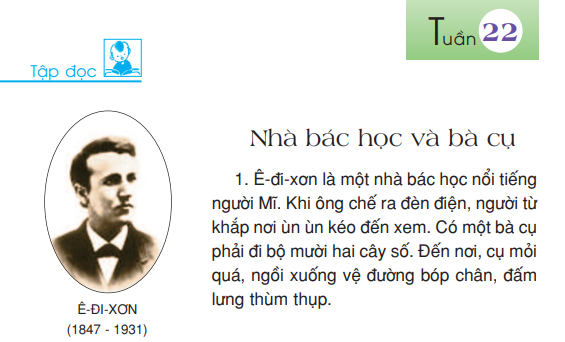 Tuần 22
Tập đọc
Nhà bác học và bà cụ
1. Ê-đi-xơn là một nhà bác học nổi tiếng
người Mĩ. Khi ông chế ra đèn điện, người từ
khắp nơi ùn ùn kéo đến xem. Có một bà cụ
phải đi bộ mười hai cây số. Đến nơi, cụ mỏi
quá, ngồi xuống vệ đường bóp chân, đấm
lưng thùm thụp.
Ê-ĐI-XƠN
(1847 - 1931)